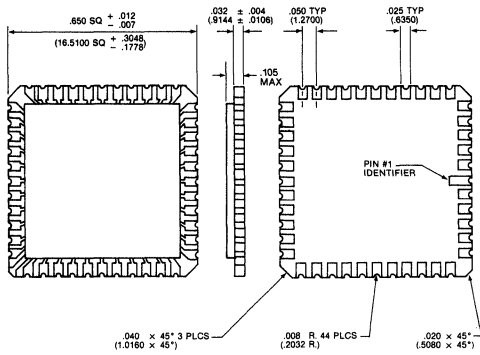 .650 SQ + .012
- .007
(16.5100 SQ + .3048
- .1778)
.032 ± .004
(.9144 ± .0106)
.050 TYP
(1.2700)
.025 TYP
(.6350)
.105
MAX
PIN #1
IDENTIFIER
.040 × 45° 3 PLCS
(1.0160 × 45°)
.008 R. 44 PLCS
(.2032 R.)
.020 × 45°
(.5080 × 45°)